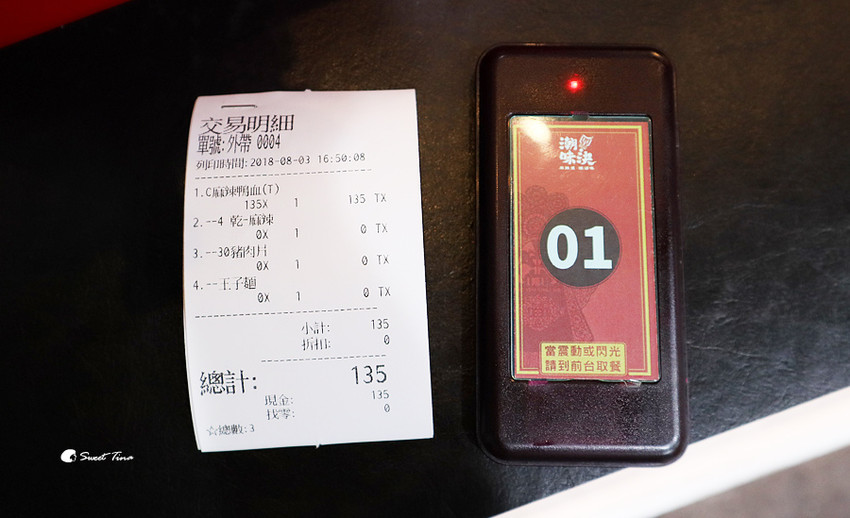 交易明細
單號:外帶 0004
列印時間:2018-08-03 16:50:08
1.C麻辣鴨血(T)
135X 1 135 TX
2.--4 乾-麻辣
0X 1 0 TX
3.--30豬肉片
0X 1 0 TX
4.--王子麵
0X 1 0 TX
小計: 135
折扣: 0
總計: 135
現金: 135
找零: 0
☆總數:3
潮味決
01
當震動或閃光
請到前台取餐
Sweet Tina